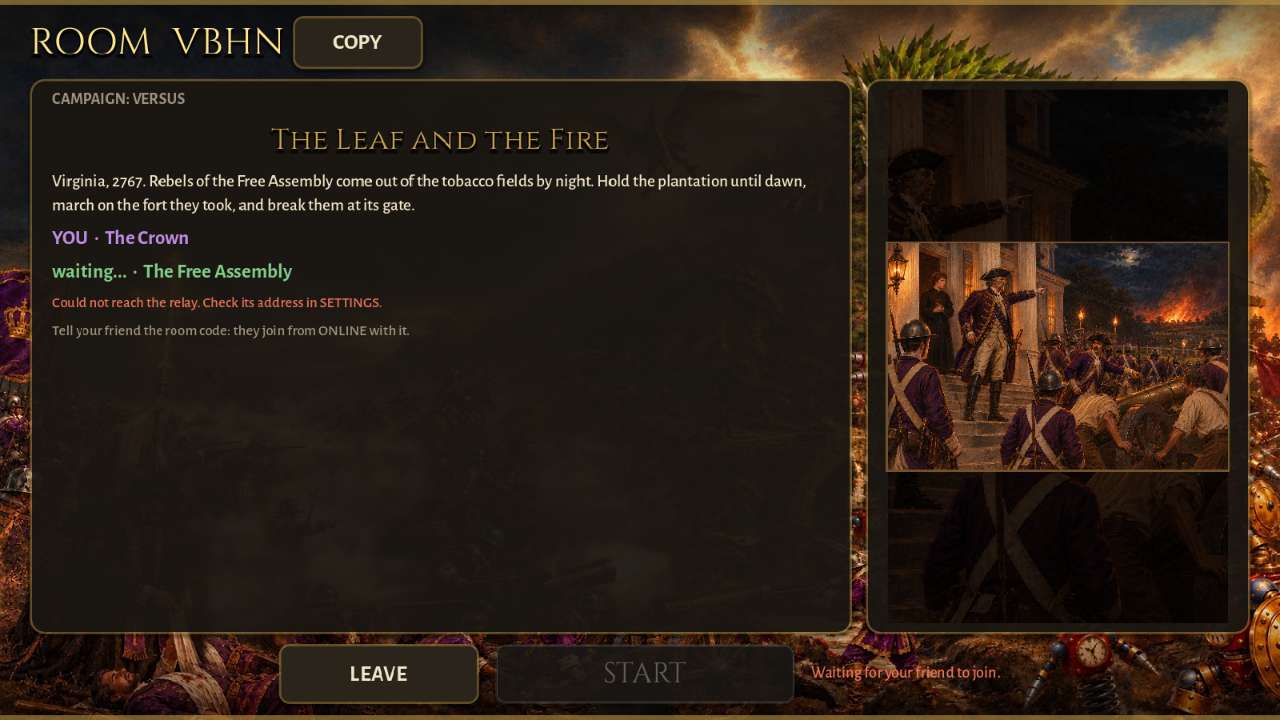 ROOM VBHN
COPY
CAMPAIGN: VERSUS
The Leaf and the Fire
Virginia, 2767. Rebels of the Free Assembly come out of the tobacco fields by night. Hold the plantation until dawn,
march on the fort they took, and break them at its gate.
YOU · The Crown
waiting... · The Free Assembly
Could not reach the relay. Check its address in SETTINGS.
Tell your friend the room code: they join from ONLINE with it.
LEAVE
START
Waiting for your friend to join.